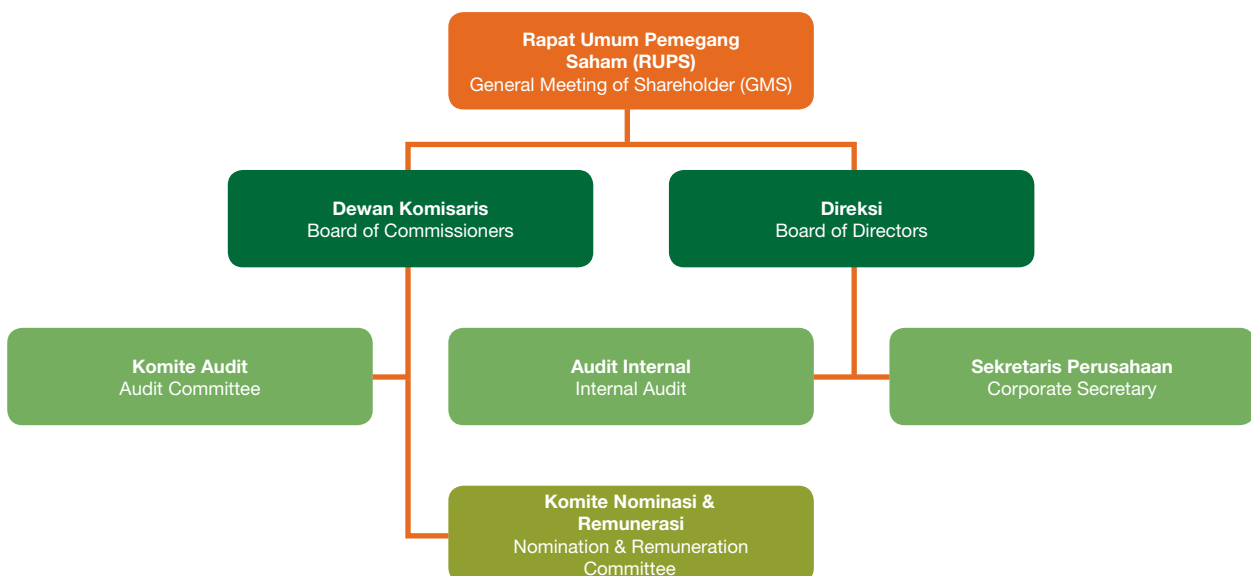 Rapat Umum Pemegang
Saham (RUPS)
General Meeting of Shareholder (GMS)
Dewan Komisaris
Board of Commissioners
Direksi
Board of Directors
Komite Audit
Audit Committee
Audit Internal
Internal Audit
Sekretaris Perusahaan
Corporate Secretary
Komite Nominasi &
Remunerasi
Nomination & Remuneration
Committee